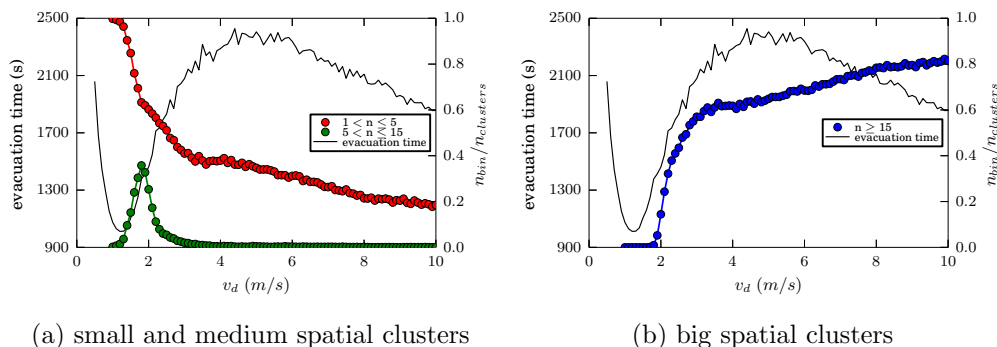 2500
2100
1700
1300
900
evacuation time (s)
1.0
0.8
0.6
0.4
0.2
0.0
n_bin/n_clusters
1 < n ≤ 5
5 < n ≤ 15
evacuation time
0 2 4 6 8 10
v_d (m/s)
(a) small and medium spatial clusters
2500
2100
1700
1300
900
evacuation time (s)
1.0
0.8
0.6
0.4
0.2
0.0
n_bin/n_clusters
n ≥ 15
evacuation time
0 2 4 6 8 10
v_d (m/s)
(b) big spatial clusters